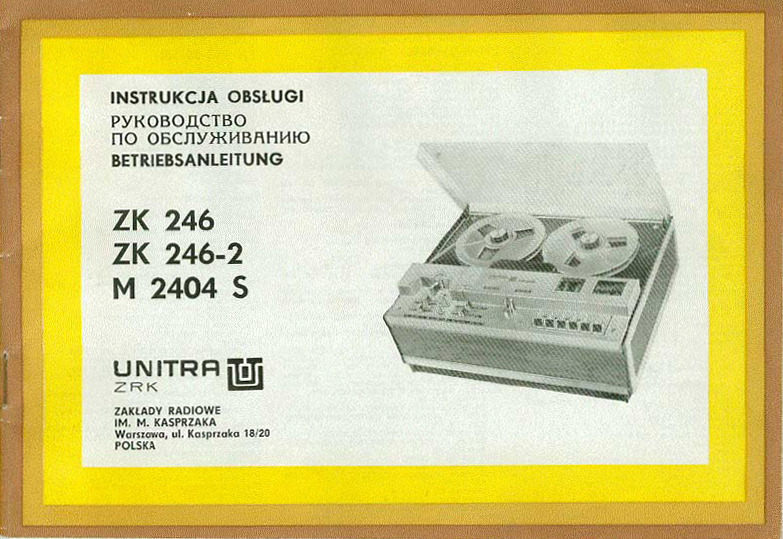 INSTRUKCJA OBSŁUGI
РУКОВОДСТВО
ПО ОБСЛУЖИВАНИЮ
BETRIEBSANLEITUNG
ZK 246
ZK 246-2
M 2404 S
UNITRA
ZRK
ZAKŁADY RADIOWE
IM. M. KASPRZAKA
Warszawa, ul. Kasprzaka 18/20
POLSKA